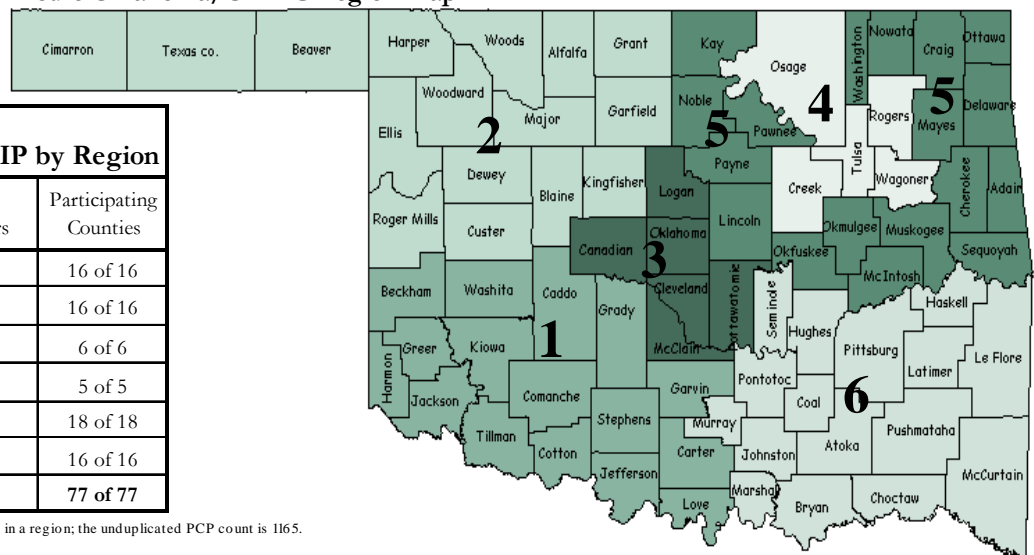 IP by Region
Participating
Counties
16 of 16
16 of 16
6 of 6
5 of 5
18 of 18
16 of 16
77 of 77
in a region; the unduplicated PCP count is 1165.
Cimarron
Texas co.
Beaver
Harper
Woods
Alfalfa
Grant
Kay
Osage
Washington
Nowata
Craig
Ottawa
Ellis
Woodward
2
Major
Garfield
Noble
5
Pawnee
4
Rogers
5
Mayes
Delaware
Roger Mills
Dewey
Blaine
Kingfisher
Logan
Payne
Creek
Tulsa
Wagoner
Cherokee
Adair
Custer
Canadian
Oklahoma
3
Lincoln
Okfuskee
Okmulgee
Muskogee
Sequoyah
McIntosh
Beckham
Washita
Caddo
Grady
Cleveland
McClain
ottawatomie
Seminole
Hughes
Haskell
Harmon
Greer
Kiowa
1
Pittsburg
Latimer
Le Flore
Jackson
Comanche
Garvin
Pontotoc
Coal
6
Tillman
Cotton
Stephens
Murray
Johnston
Atoka
Pushmataha
Jefferson
Carter
Love
Marshal
Bryan
Choctaw
McCurtain